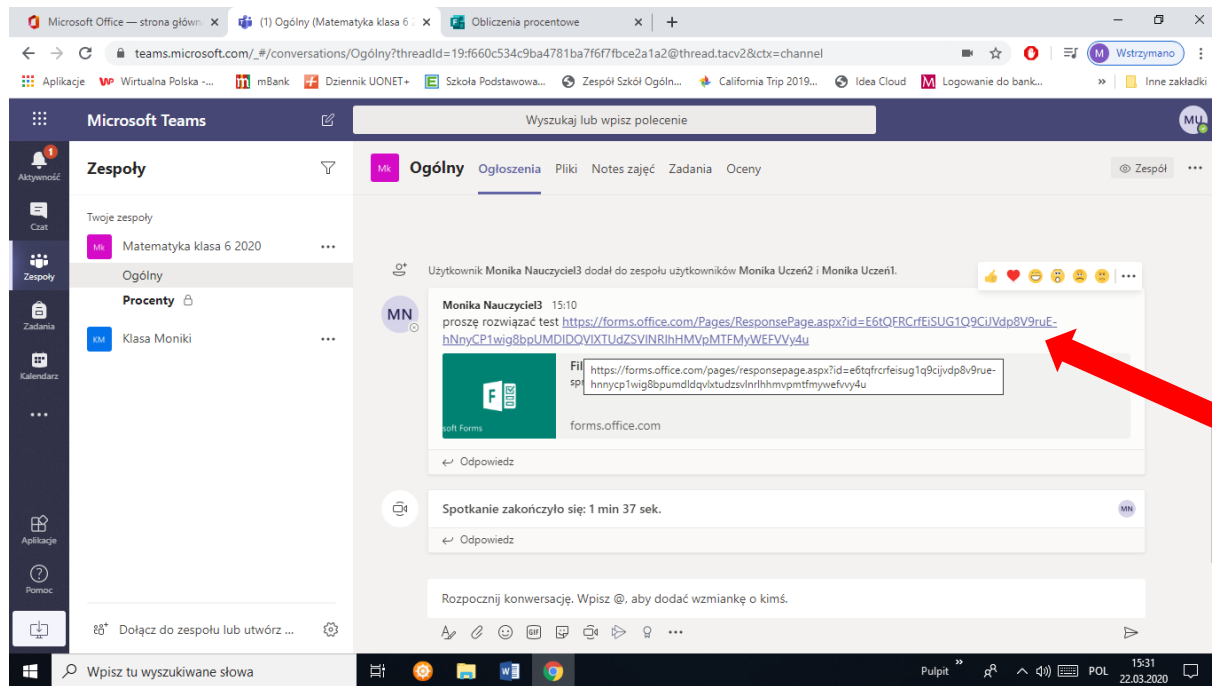 Microsoft Office — strona główn
(1) Ogólny (Matematyka klasa 6 2
Obliczenia procentowe
teams.microsoft.com/_#/conversations/Ogólny?threadId=19:f660c534c9ba4781ba7f6f7fbce2a1a2@thread.tacv2&ctx=channel
M Wstrzymano
Aplikacje
Wirtualna Polska -...
mBank
Dziennik UONET+
Szkoła Podstawowa...
Zespół Szkół Ogóln...
California Trip 2019...
Idea Cloud
Logowanie do bank...
»
Inne zakładki
Microsoft Teams
Wyszukaj lub wpisz polecenie
MU
1
Aktywność
Czat
Zespoły
Zadania
Kalendarz
Aplikacje
Pomoc
Zespoły
Twoje zespoły
Mk Matematyka klasa 6 2020
Ogólny
Procenty
KM Klasa Moniki
Dołącz do zespołu lub utwórz ...
Mk Ogólny Ogłoszenia Pliki Notes zajęć Zadania Oceny
Zespół
Użytkownik Monika Nauczyciel3 dodał do zespołu użytkowników Monika Uczeń2 i Monika Uczeń1.
MN
Monika Nauczyciel3 15:10
proszę rozwiązać test https://forms.office.com/Pages/ResponsePage.aspx?id=E6tQFRCrfEiSUG1Q9CiJVdp8V9ruE-
hNnyCP1wig8bpUMDIDQVlXTUdZSVlNRlhHMVpMTFMyWEFVVy4u
Fil
spr
https://forms.office.com/pages/responsepage.aspx?id=e6tqfrcrfeisug1q9cijvdp8v9rue-
hnnycp1wig8bpumdldqvlxtudzsvlnrlhhmvpmtfmywefvvy4u
F
soft Forms
forms.office.com
Odpowiedz
Spotkanie zakończyło się: 1 min 37 sek.
MN
Odpowiedz
Rozpocznij konwersację. Wpisz @, aby dodać wzmiankę o kimś.
GIF
Wpisz tu wyszukiwane słowa
Pulpit »
POL
15:31
22.03.2020